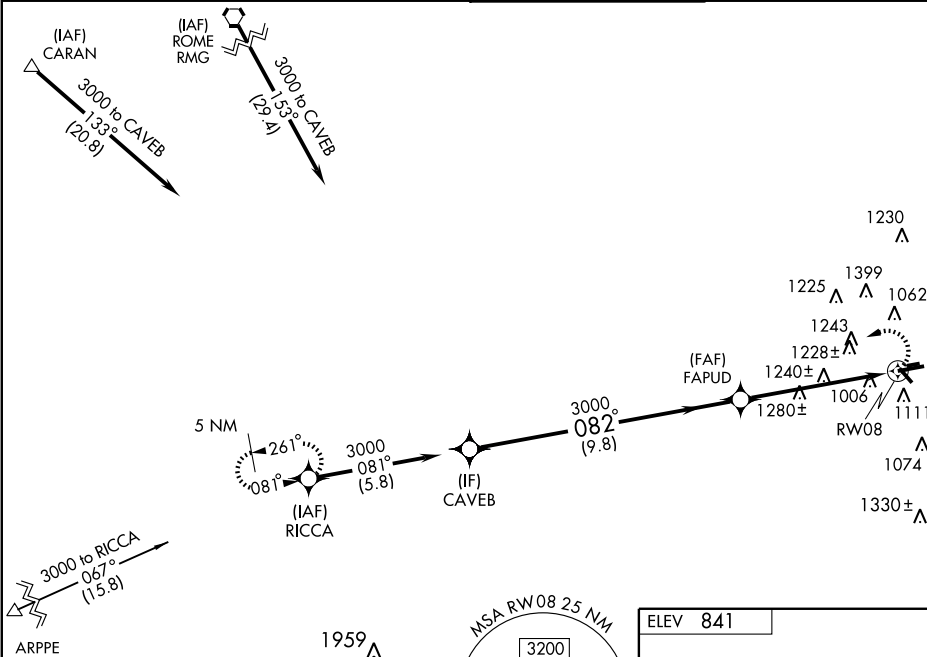 (IAF)
CARAN
3000 to CAVEB
133°
(20.8)
(IAF)
ROME
RMG
3000 to CAVEB
153°
(29.4)
1230
1399
1225
1062
1243
1228±
1240±
1006
1280±
RW08
1111
1074
1330±
(FAF)
FAPUD
3000
082°
(9.8)
5 NM
261°
081°
3000
081°
(5.8)
(IAF)
RICCA
(IF)
CAVEB
3000 to RICCA
067°
(15.8)
ARPPE
1959
MSA RW08 25 NM
3200
ELEV 841